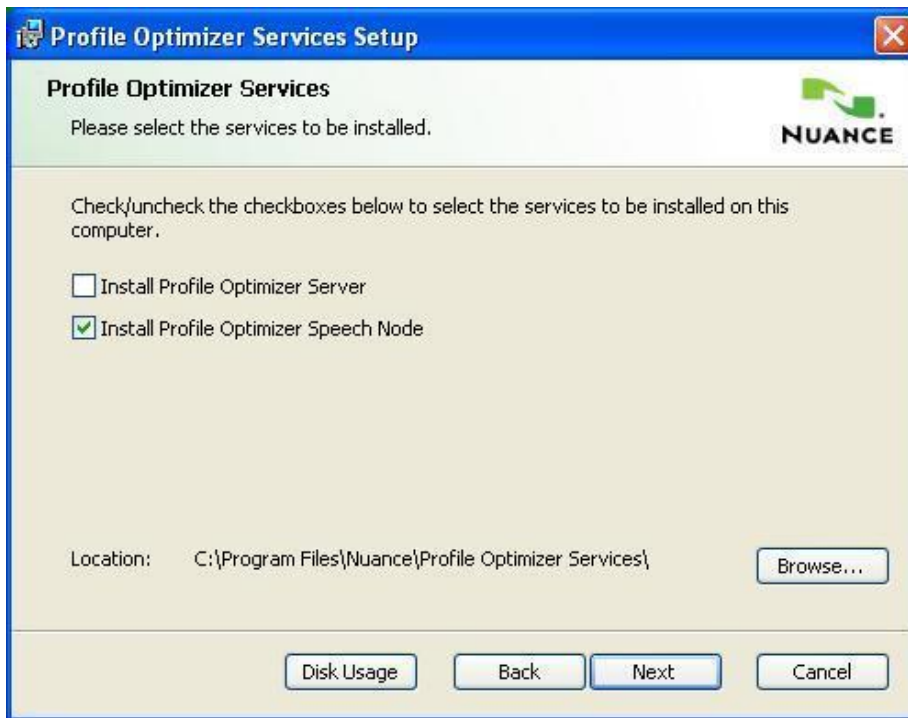 Profile Optimizer Services Setup
Profile Optimizer Services
Please select the services to be installed.
NUANCE
Check/uncheck the checkboxes below to select the services to be installed on this
computer.
Install Profile Optimizer Server
Install Profile Optimizer Speech Node
Location: C:\Program Files\Nuance\Profile Optimizer Services\
Browse...
Disk Usage
Back
Next
Cancel